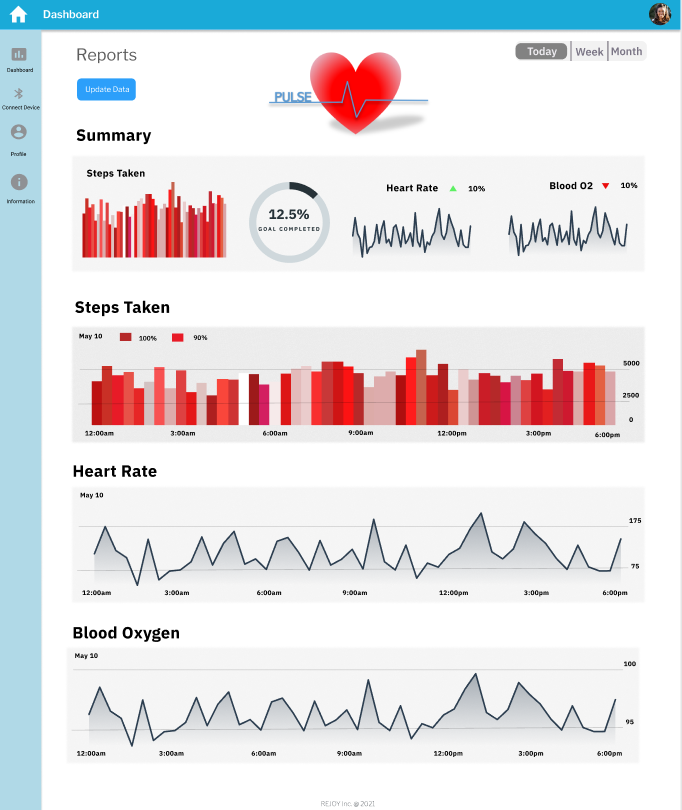 Dashboard
Reports
Today
Week
Month
Dashboard
Connect Device
Profile
Information
Update Data
PULSE
Summary
Steps Taken
12.5%
GOAL COMPLETED
Heart Rate 10%
Blood O2 10%
Steps Taken
May 10 100% 90%
5000
2500
0
12:00am 3:00am 6:00am 9:00am 12:00pm 3:00pm 6:00pm
Heart Rate
May 10
175
75
12:00am 3:00am 6:00am 9:00am 12:00pm 3:00pm 6:00pm
Blood Oxygen
May 10
100
95
12:00am 3:00am 6:00am 9:00am 12:00pm 3:00pm 6:00pm
REJOY Inc. @ 2021